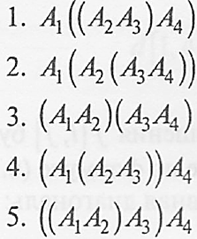 1. A₁((A₂A₃)A₄)
2. A₁(A₂(A₃A₄))
3. (A₁A₂)(A₃A₄)
4. (A₁(A₂A₃))A₄
5. ((A₁A₂)A₃)A₄